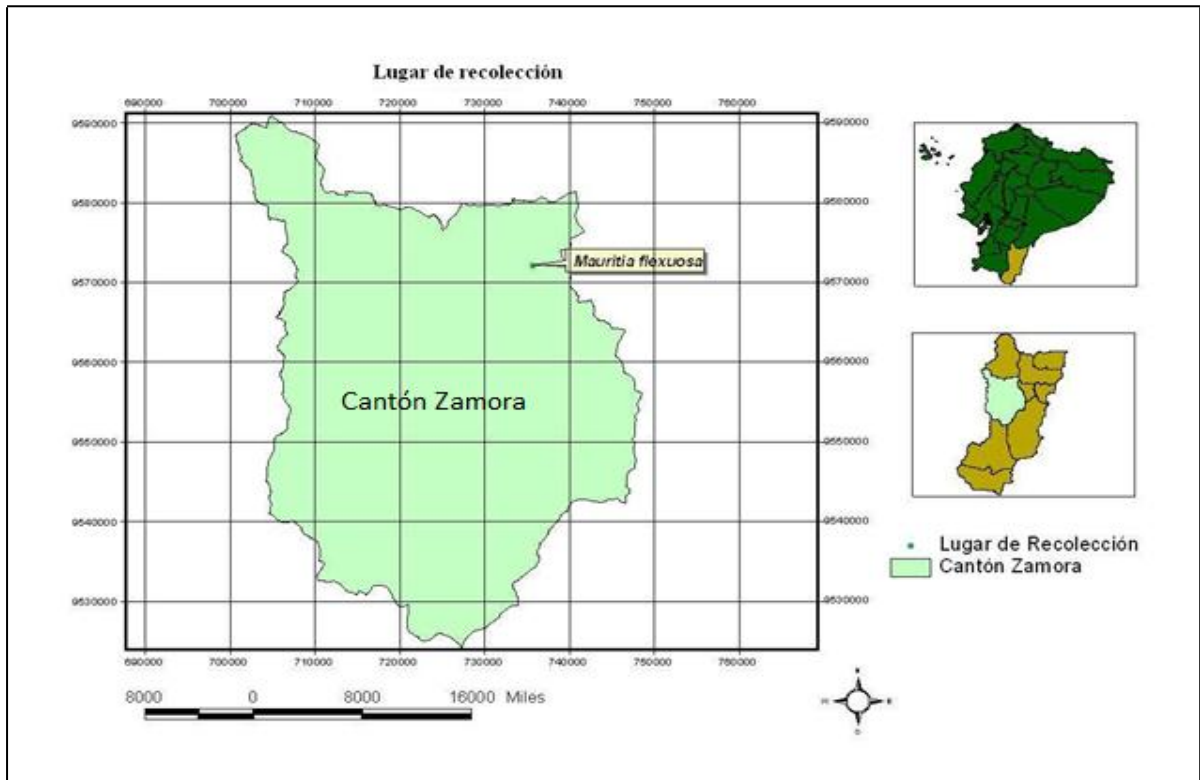 Lugar de recolección
690000 700000 710000 720000 730000 740000 750000 760000
9590000 9590000
9580000 9580000
Mauritia flexuosa
9570000 9570000
9560000 9560000
Cantón Zamora
9550000 9550000
9540000 9540000
9530000 9530000
690000 700000 710000 720000 730000 740000 750000 760000
8000 0 8000 16000 Miles
Lugar de Recolección
Cantón Zamora